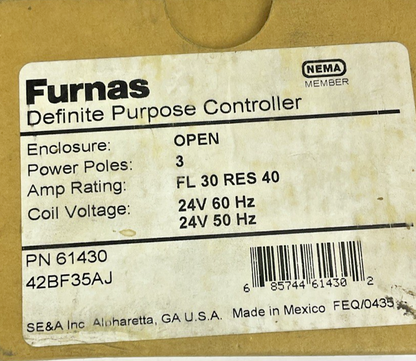 NEMA
MEMBER
Furnas
Definite Purpose Controller
Enclosure: OPEN
Power Poles: 3
Amp Rating: FL 30 RES 40
Coil Voltage: 24V 60 Hz
24V 50 Hz
PN 61430
42BF35AJ
6 85744 61430 2
SE&A Inc Alpharetta, GA U.S.A. Made in Mexico FEQ/0435